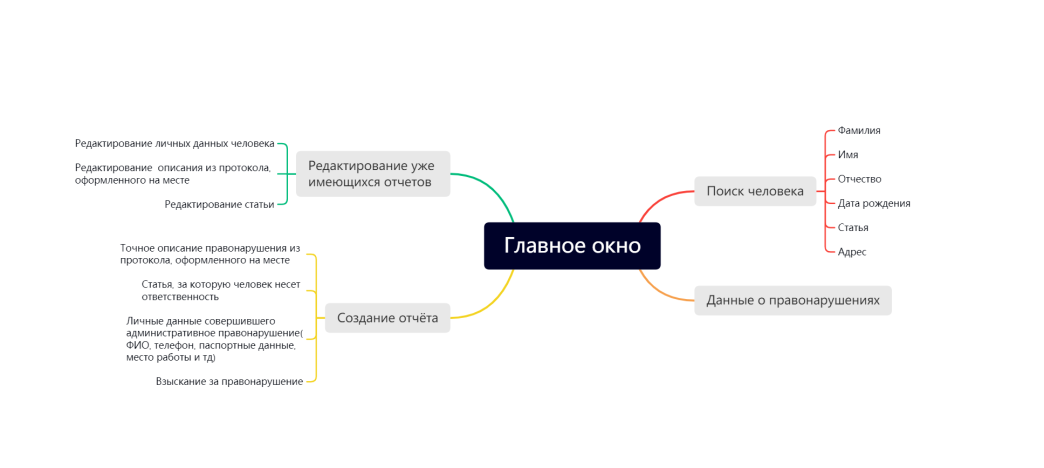 Главное окно
Редактирование уже
имеющихся отчетов
Редактирование личных данных человека
Редактирование описания из протокола,
оформленного на месте
Редактирование статьи
Создание отчёта
Точное описание правонарушения из
протокола, оформленного на месте
Статья, за которую человек несет
ответственность
Личные данные совершившего
административное правонарушение(
ФИО, телефон, паспортные данные,
место работы и тд)
Взыскание за правонарушение
Поиск человека
Фамилия
Имя
Отчество
Дата рождения
Статья
Адрес
Данные о правонарушениях